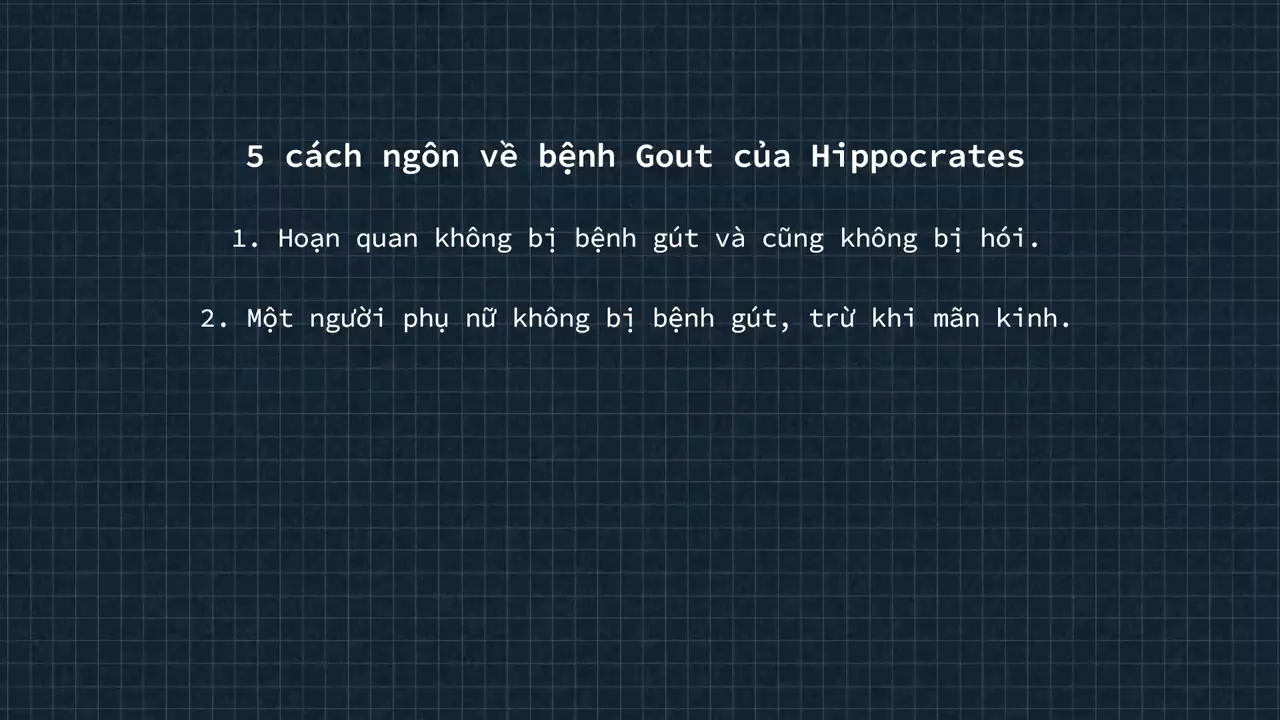 5 cách ngôn về bệnh Gout của Hippocrates
1. Hoạn quan không bị bệnh gút và cũng không bị hói.
2. Một người phụ nữ không bị bệnh gút, trừ khi mãn kinh.